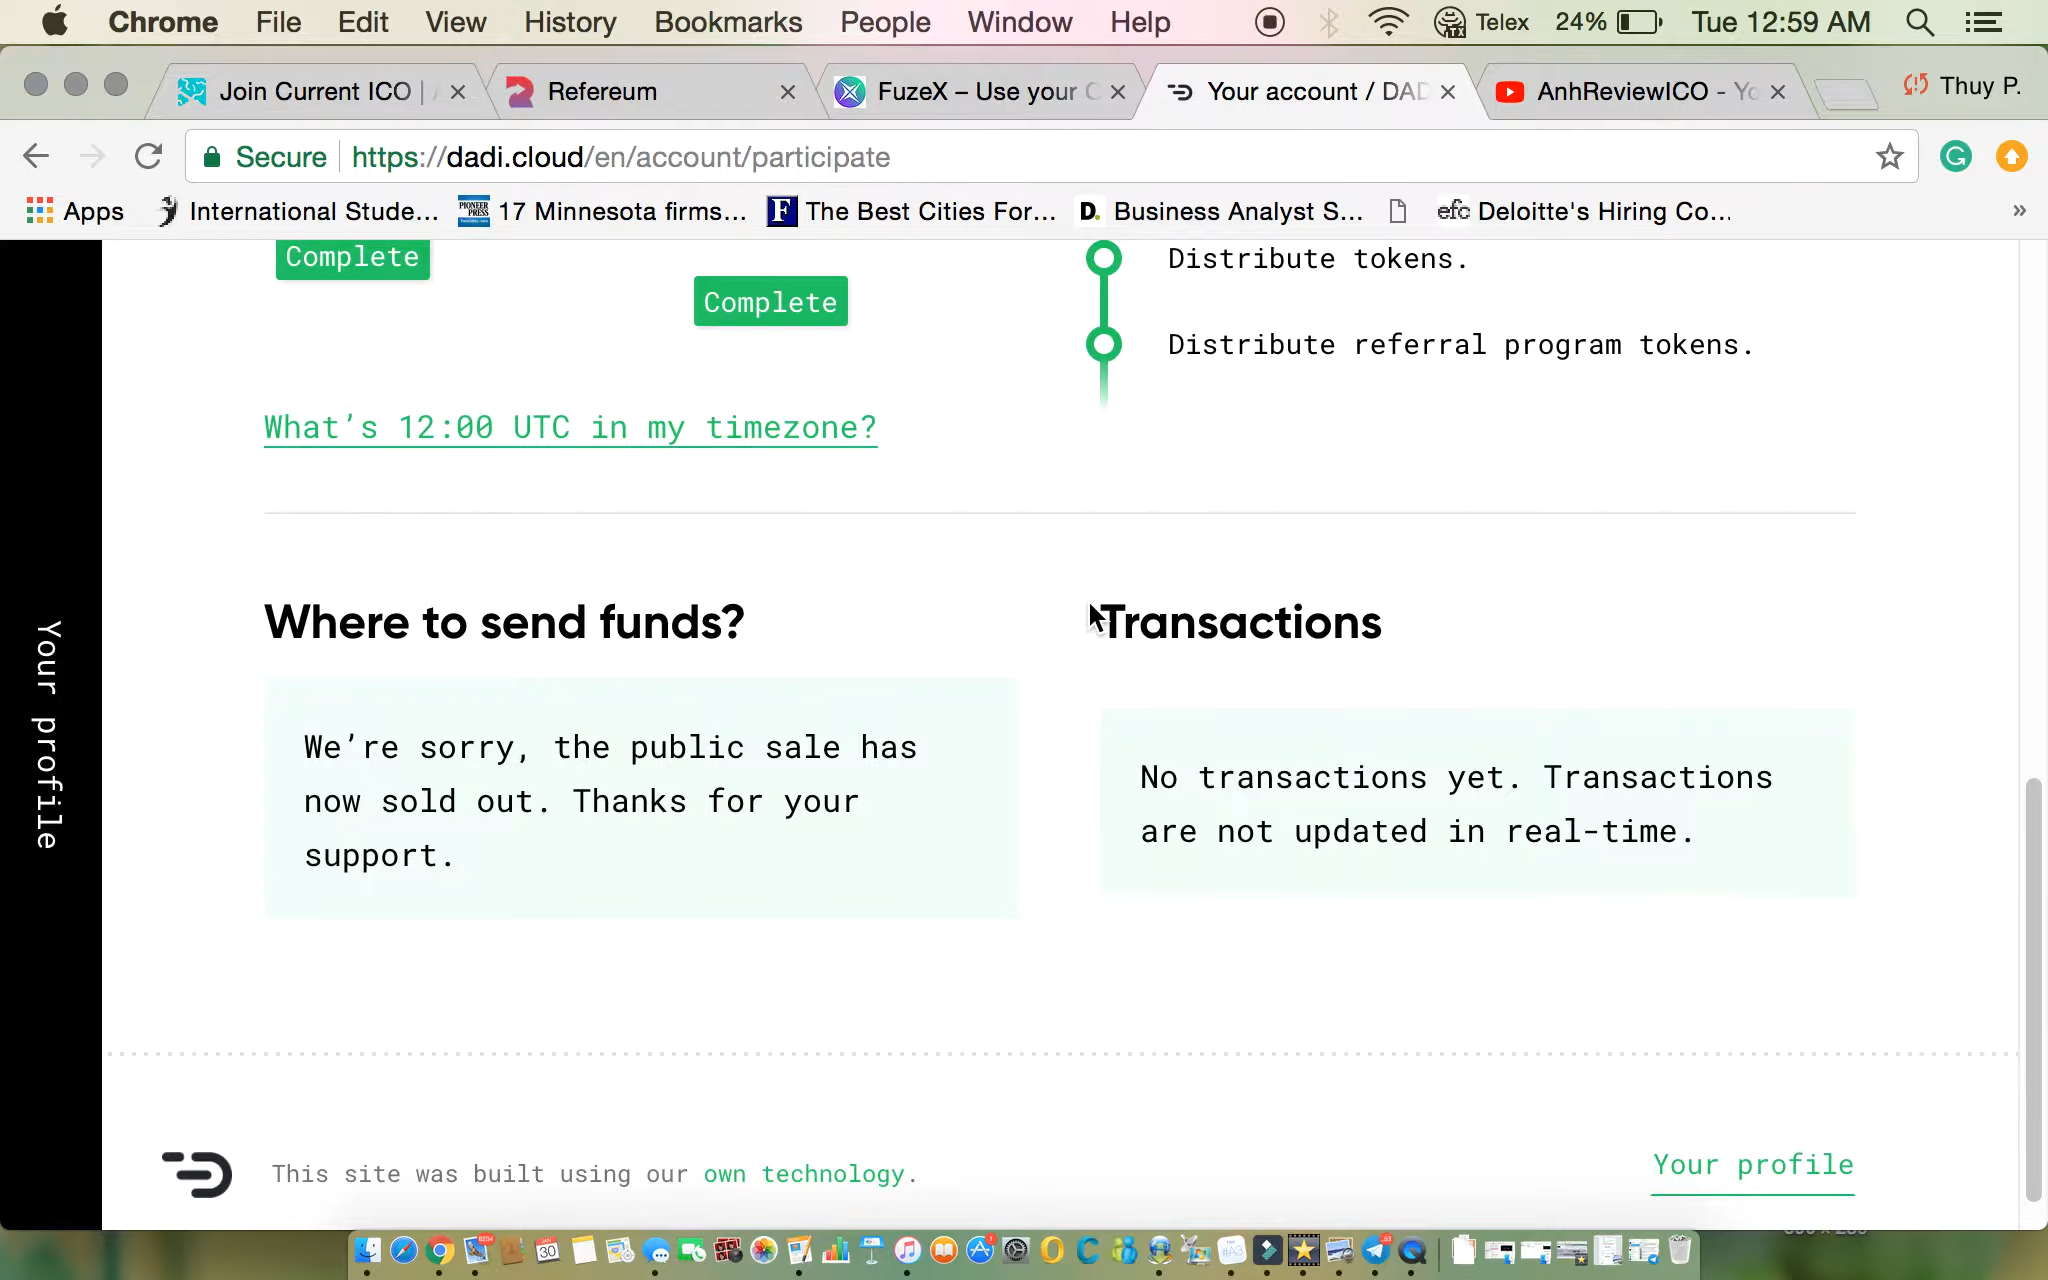 Chrome File Edit View History Bookmarks People Window Help Telex 24% Tue 12:59 AM
Join Current ICO | Refereum FuzeX – Use your C Your account / DAD AnhReviewICO - Yo Thuy P.
Secure https://dadi.cloud/en/account/participate
Apps International Stude... 17 Minnesota firms... The Best Cities For... D. Business Analyst S... efc Deloitte's Hiring Co... »
Complete
Distribute tokens.
Complete
Distribute referral program tokens.
What's 12:00 UTC in my timezone?
Your profile
Where to send funds?
We're sorry, the public sale has
now sold out. Thanks for your
support.
Transactions
No transactions yet. Transactions
are not updated in real-time.
This site was built using our own technology.
Your profile